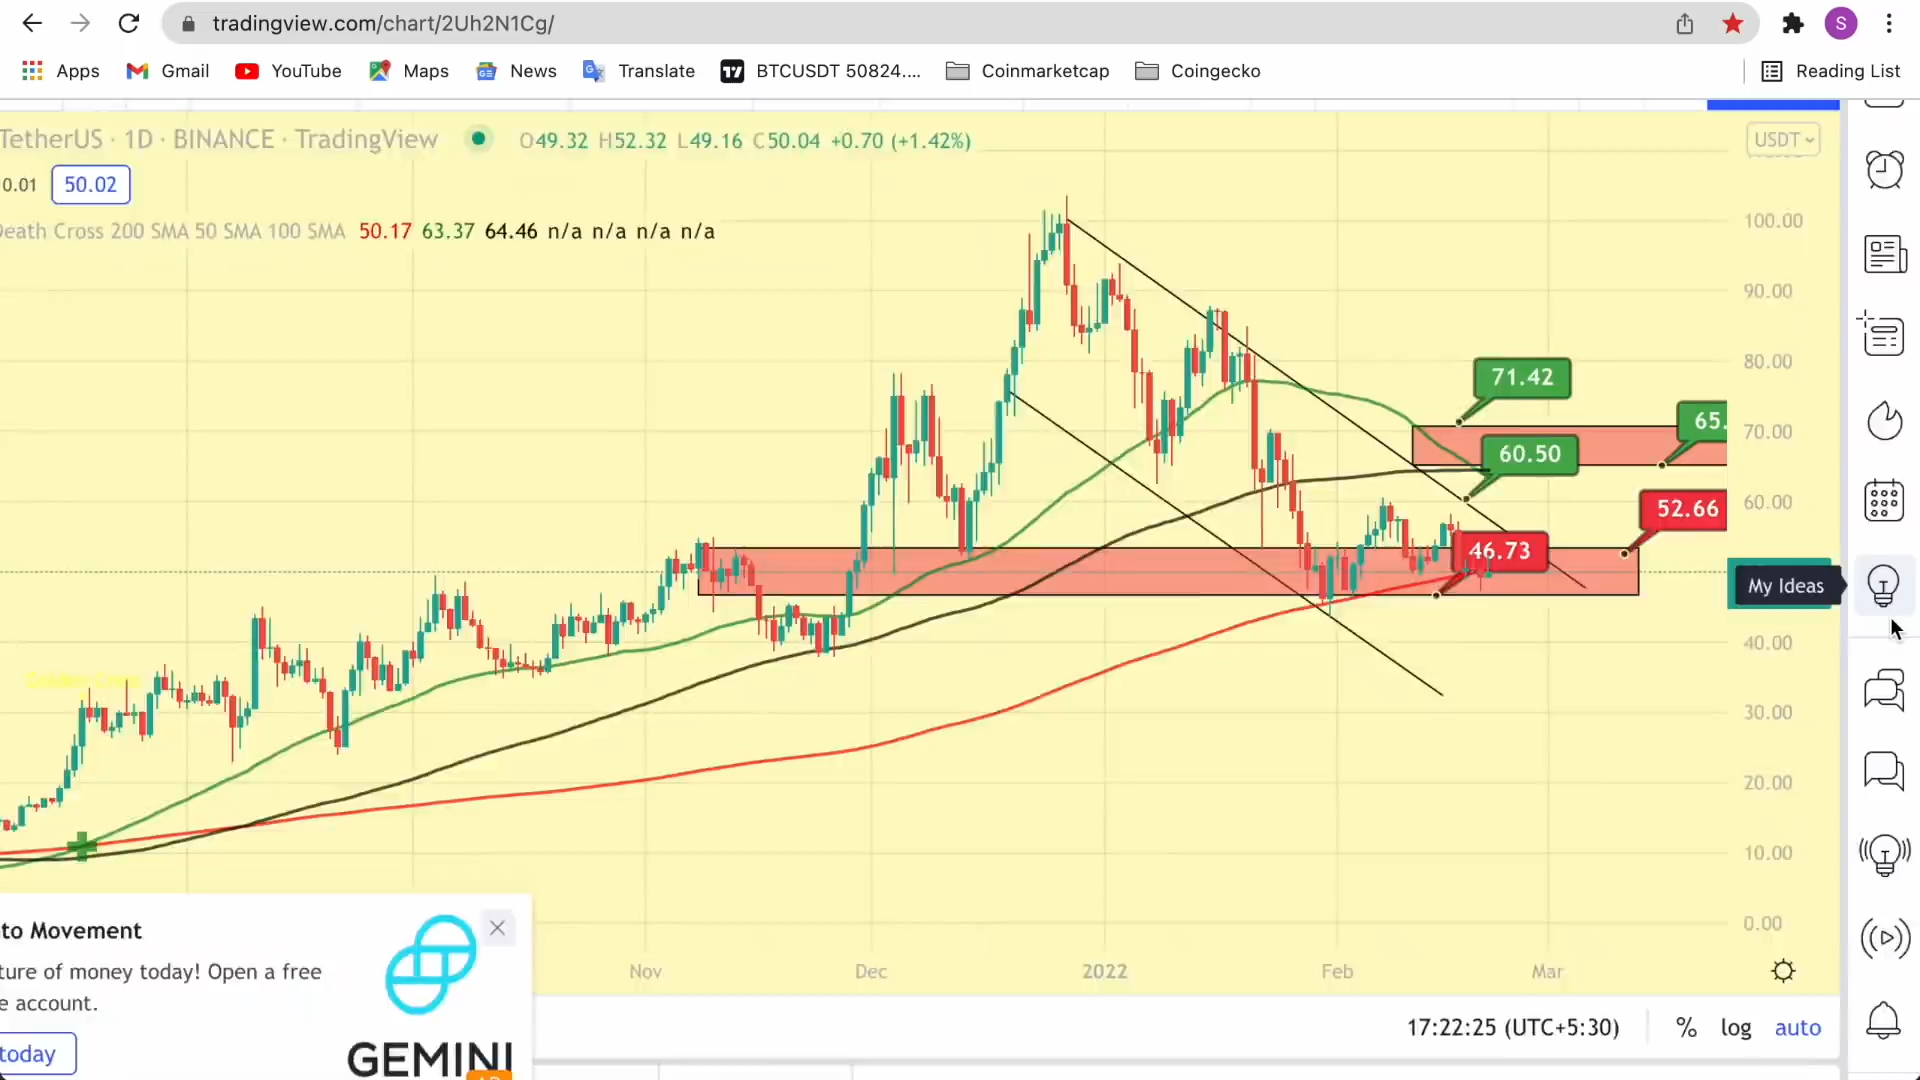 tradingview.com/chart/2Uh2N1Cg/
S
Apps Gmail YouTube Maps News Translate BTCUSDT 50824.... Coinmarketcap Coingecko Reading List
TetherUS · 1D · BINANCE · TradingView O49.32 H52.32 L49.16 C50.04 +0.70 (+1.42%) USDT
0.01 50.02
Death Cross 200 SMA 50 SMA 100 SMA 50.17 63.37 64.46 n/a n/a n/a n/a
100.00
90.00
80.00
71.42
65.
70.00
60.50
60.00
52.66
46.73
My Ideas
40.00
Golden Cross
30.00
20.00
10.00
0.00
Nov Dec 2022 Feb Mar
to Movement
ture of money today! Open a free
e account.
today
GEMINI
17:22:25 (UTC+5:30) % log auto